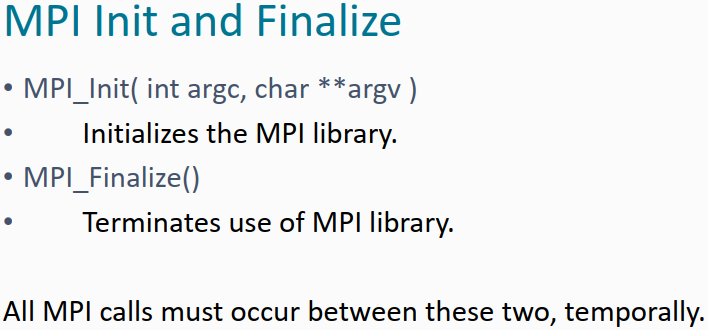 MPI Init and Finalize
• MPI_Init( int argc, char **argv )
• Initializes the MPI library.
• MPI_Finalize()
• Terminates use of MPI library.
All MPI calls must occur between these two, temporally.